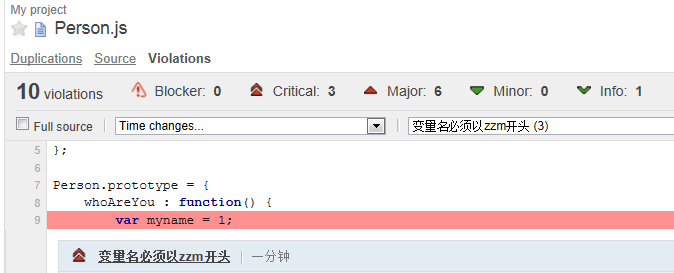 My project
Person.js
Duplications Source Violations
10 violations Blocker: 0 Critical: 3 Major: 6 Minor: 0 Info: 1
Full source Time changes... 变量名必须以zzm开头 (3)
5 };
6
7 Person.prototype = {
8 whoAreYou : function() {
9 var myname = 1;
变量名必须以zzm开头 一分钟